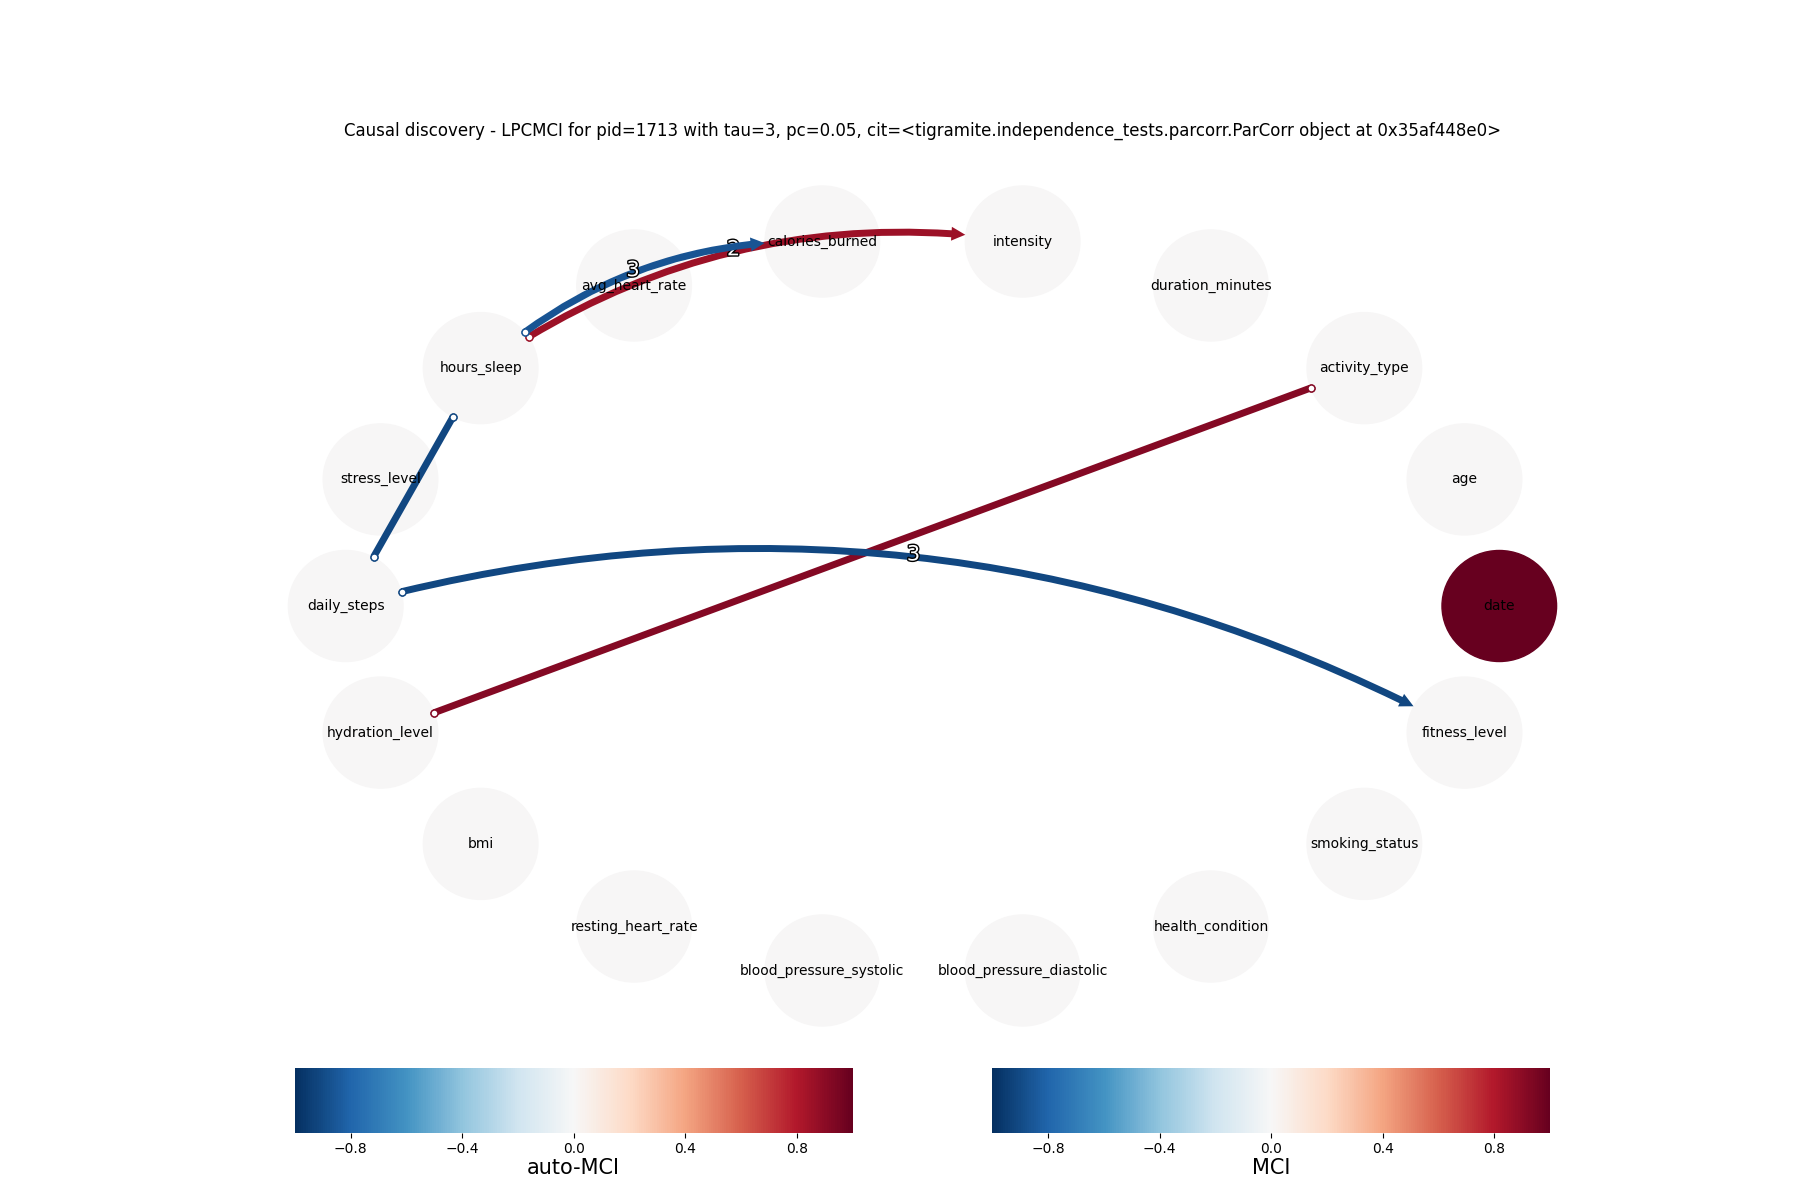 Causal discovery - LPCMCI for pid=1713 with tau=3, pc=0.05, cit=<tigramite.independence_tests.parcorr.ParCorr object at 0x35af448e0>
calories_burned
intensity
2
3
avg_heart_rate
duration_minutes
hours_sleep
activity_type
stress_level
age
3
daily_steps
date
hydration_level
fitness_level
bmi
smoking_status
resting_heart_rate
health_condition
blood_pressure_systolic
blood_pressure_diastolic
−0.8 −0.4 0.0 0.4 0.8
auto-MCI
−0.8 −0.4 0.0 0.4 0.8
MCI